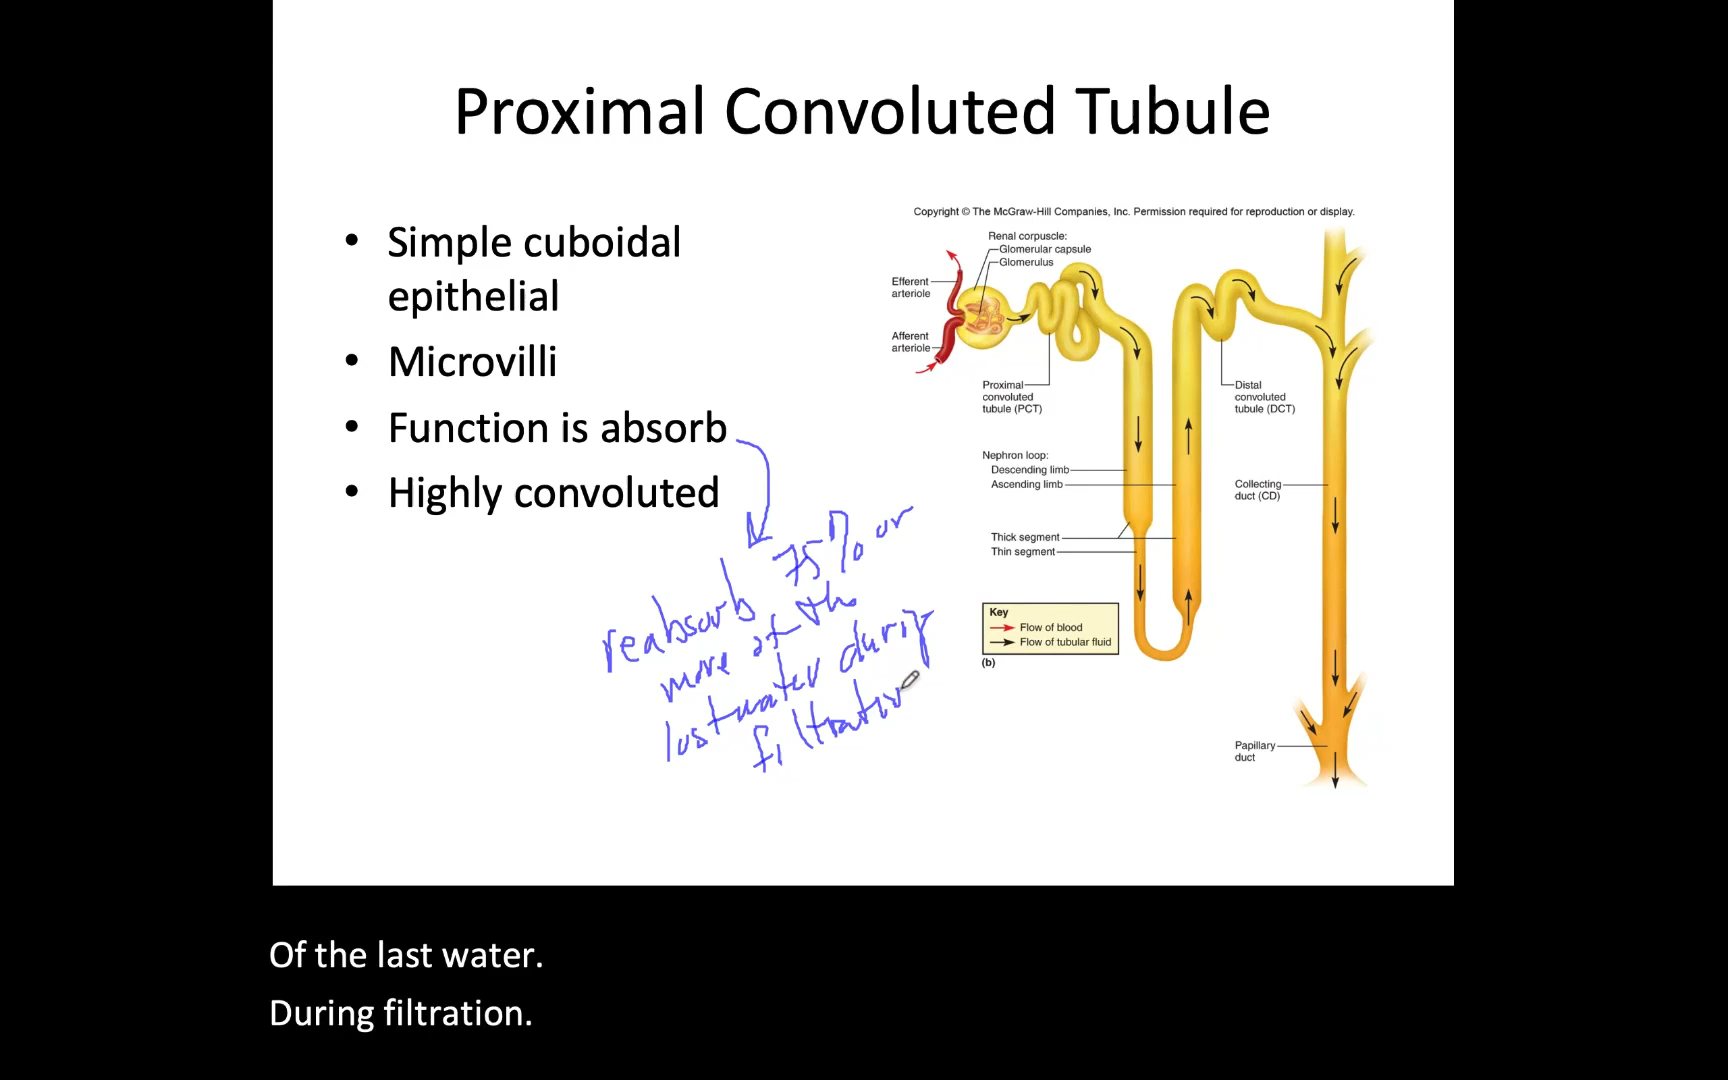 Proximal Convoluted Tubule
• Simple cuboidal
epithelial
• Microvilli
• Function is absorb
• Highly convoluted
reabsorb 75% or
more of the
lost water during
filtration
Copyright © The McGraw-Hill Companies, Inc. Permission required for reproduction or display.
Renal corpuscle:
Glomerular capsule
Glomerulus
Efferent
arteriole
Afferent
arteriole
Proximal
convoluted
tubule (PCT)
Distal
convoluted
tubule (DCT)
Nephron loop:
Descending limb
Ascending limb
Collecting
duct (CD)
Thick segment
Thin segment
Key
Flow of blood
Flow of tubular fluid
(b)
Papillary
duct
Of the last water.
During filtration.